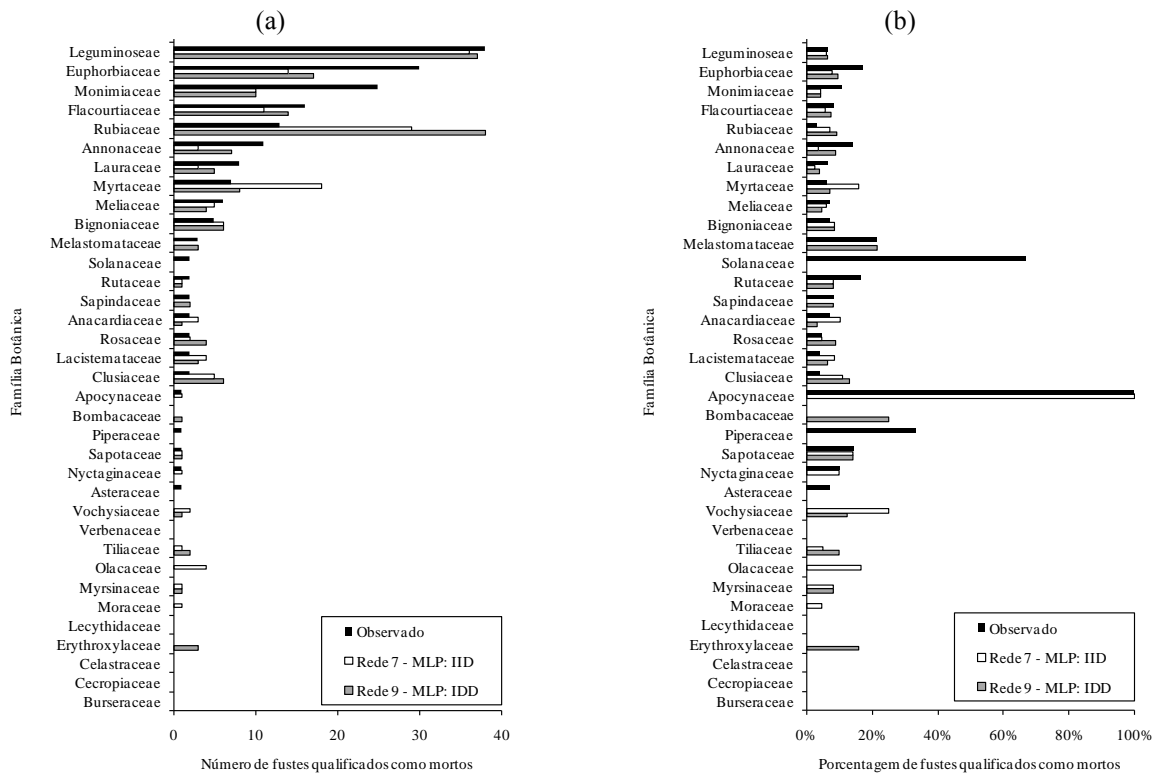 (a)
Família Botânica
Leguminoseae
Euphorbiaceae
Monimiaceae
Flacourtiaceae
Rubiaceae
Annonaceae
Lauraceae
Myrtaceae
Meliaceae
Bignoniaceae
Melastomataceae
Solanaceae
Rutaceae
Sapindaceae
Anacardiaceae
Rosaceae
Lacistemataceae
Clusiaceae
Apocynaceae
Bombacaceae
Piperaceae
Sapotaceae
Nyctaginaceae
Asteraceae
Vochysiaceae
Verbenaceae
Tiliaceae
Olacaceae
Myrsinaceae
Moraceae
Lecythidaceae
Erythroxylaceae
Celastraceae
Cecropiaceae
Burseraceae
Observado
Rede 7 - MLP: IID
Rede 9 - MLP: IDD
0 10 20 30 40
Número de fustes qualificados como mortos
(b)
Família Botânica
Leguminoseae
Euphorbiaceae
Monimiaceae
Flacourtiaceae
Rubiaceae
Annonaceae
Lauraceae
Myrtaceae
Meliaceae
Bignoniaceae
Melastomataceae
Solanaceae
Rutaceae
Sapindaceae
Anacardiaceae
Rosaceae
Lacistemataceae
Clusiaceae
Apocynaceae
Bombacaceae
Piperaceae
Sapotaceae
Nyctaginaceae
Asteraceae
Vochysiaceae
Verbenaceae
Tiliaceae
Olacaceae
Myrsinaceae
Moraceae
Lecythidaceae
Erythroxylaceae
Celastraceae
Cecropiaceae
Burseraceae
Observado
Rede 7 - MLP: IID
Rede 9 - MLP: IDD
0% 20% 40% 60% 80% 100%
Porcentagem de fustes qualificados como mortos